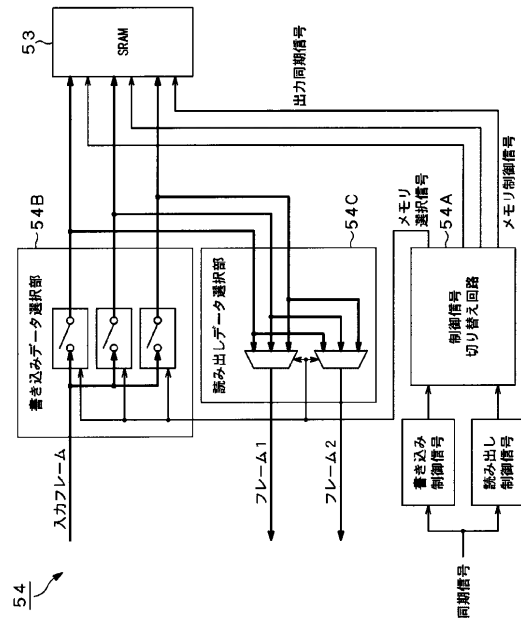 54
入力フレーム
書き込みデータ選択部
54B
53
SRAM
フレーム1
フレーム2
読み出しデータ選択部
54C
出力同期信号
メモリ
選択信号
54A
メモリ制御信号
同期信号
書き込み
制御信号
読み出し
制御信号
制御信号
切り替え回路